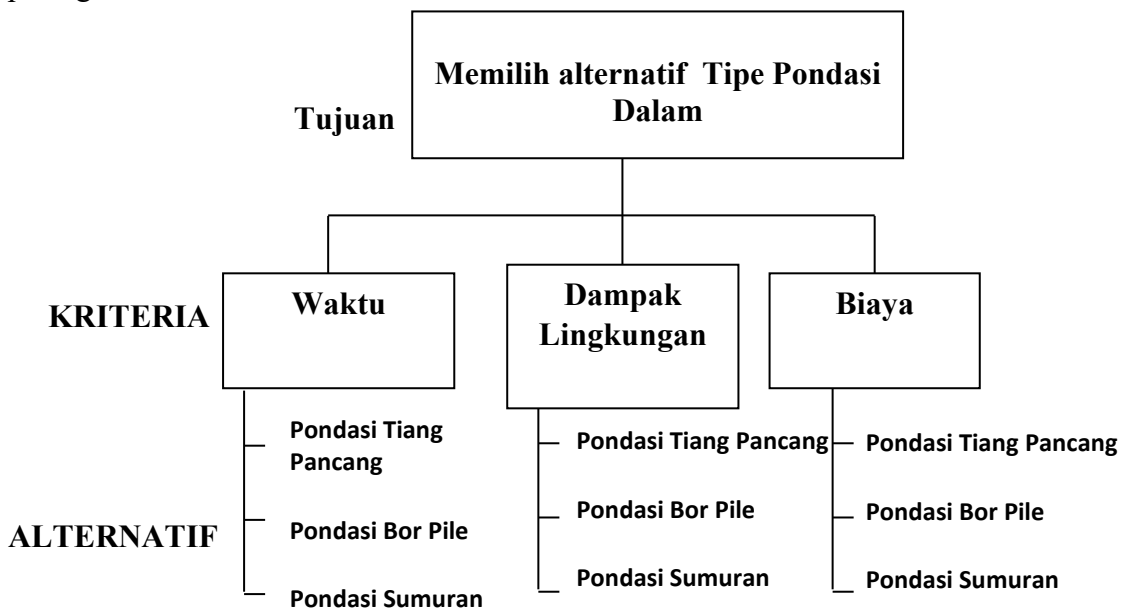 Memilih alternatif Tipe Pondasi
Dalam
Tujuan
KRITERIA
Waktu
Dampak
Lingkungan
Biaya
ALTERNATIF
Pondasi Tiang
Pancang
Pondasi Bor Pile
Pondasi Sumuran
Pondasi Tiang Pancang
Pondasi Bor Pile
Pondasi Sumuran
Pondasi Tiang Pancang
Pondasi Bor Pile
Pondasi Sumuran